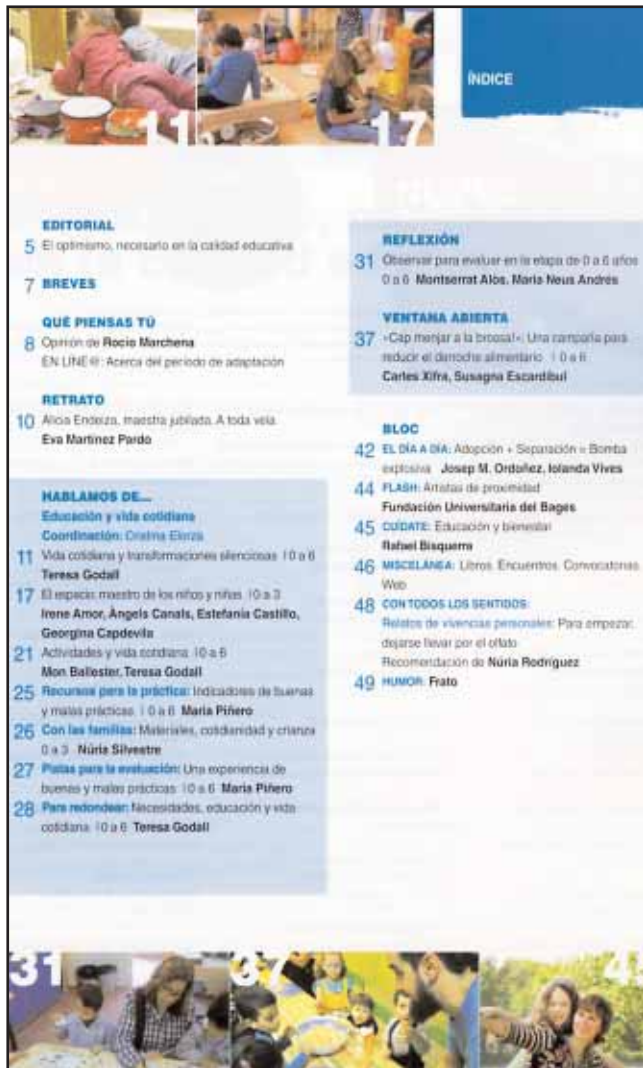 11
17
ÍNDICE
EDITORIAL
5 El optimismo, necesario en la calidad educativa
7 BREVES
QUÉ PIENSAS TÚ
8 Opinión de Rocío Marchena
EN LINE@: Acerca del periodo de adaptación
RETRATO
10 Alicia Endeiza, maestra jubilada. A toda vela
Eva Martínez Pardo
HABLAMOS DE...
Educación y vida cotidiana
Coordinación: Cristina Elorza
11 Vida cotidiana y transformaciones silenciosas | 0 a 6
Teresa Godall
17 El espacio: maestro de los niños y niñas | 0 a 3
Irene Amor, Àngels Canals, Estefanía Castillo,
Georgina Capdevila
21 Actividades y vida cotidiana | 0 a 6
Mon Ballester, Teresa Godall
25 Recursos para la práctica: Indicadores de buenas
y malas prácticas | 0 a 6 María Piñero
26 Con las familias: Materiales, cotidianidad y crianza
0 a 3 Núria Silvestre
27 Pistas para la evaluación: Una experiencia de
buenas y malas prácticas | 0 a 6 María Piñero
28 Para redondear: Necesidades, educación y vida
cotidiana | 0 a 6 Teresa Godall
REFLEXIÓN
31 Observar para evaluar en la etapa de 0 a 6 años
0 a 6 Montserrat Alós, Maria Neus Andrés
VENTANA ABIERTA
37 «Cap menjar a la brossa!»: Una campaña para
reducir el derroche alimentario | 0 a 6
Carles Xifra, Susagna Escardíbul
BLOC
42 EL DÍA A DÍA: Adopción + Separación = Bomba
explosiva Josep M. Ordoñez, Iolanda Vives
44 FLASH: Artistas de proximidad
Fundación Universitaria del Bages
45 CUÍDATE: Educación y bienestar
Rafael Bisquerra
46 MISCELÁNEA: Libros. Encuentros. Convocatorias.
Web
48 CON TODOS LOS SENTIDOS:
Relatos de vivencias personales: Para empezar,
dejarse llevar por el olfato
Recomendación de Núria Rodríguez
49 HUMOR: Frato
31
37